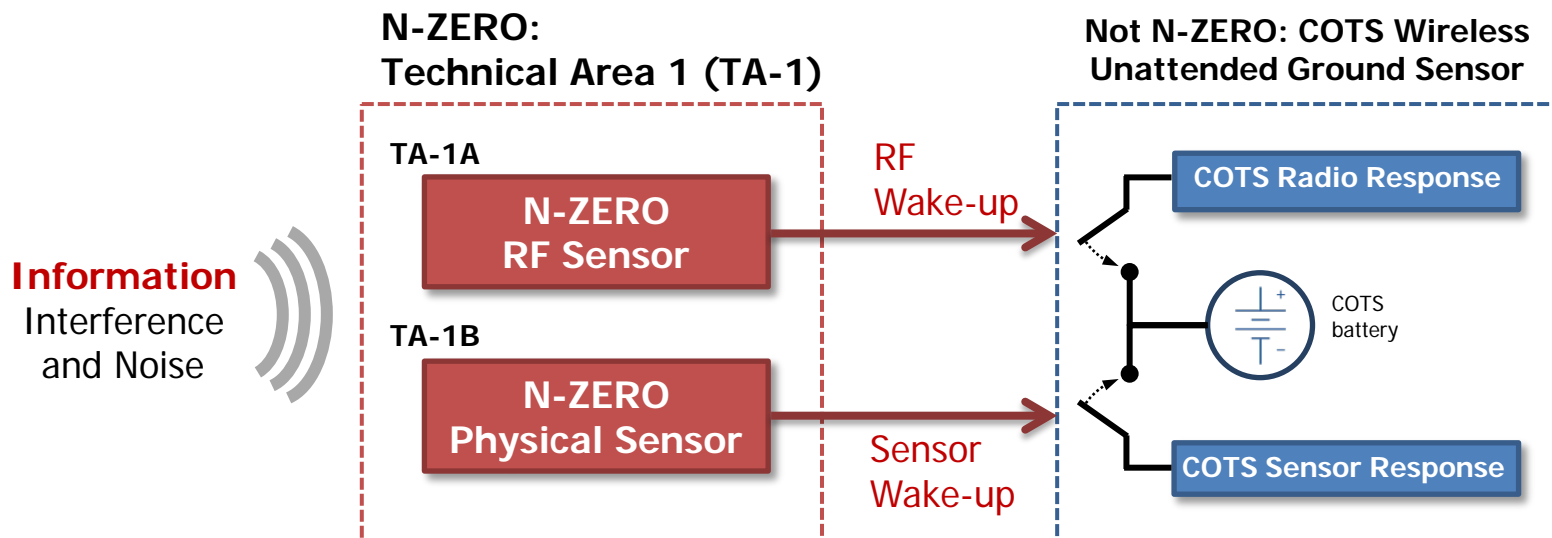 N-ZERO:
Technical Area 1 (TA-1)
Not N-ZERO: COTS Wireless
Unattended Ground Sensor
Information
Interference
and Noise
TA-1A
N-ZERO
RF Sensor
RF
Wake-up
TA-1B
N-ZERO
Physical Sensor
Sensor
Wake-up
COTS Radio Response
+
-
COTS
battery
COTS Sensor Response